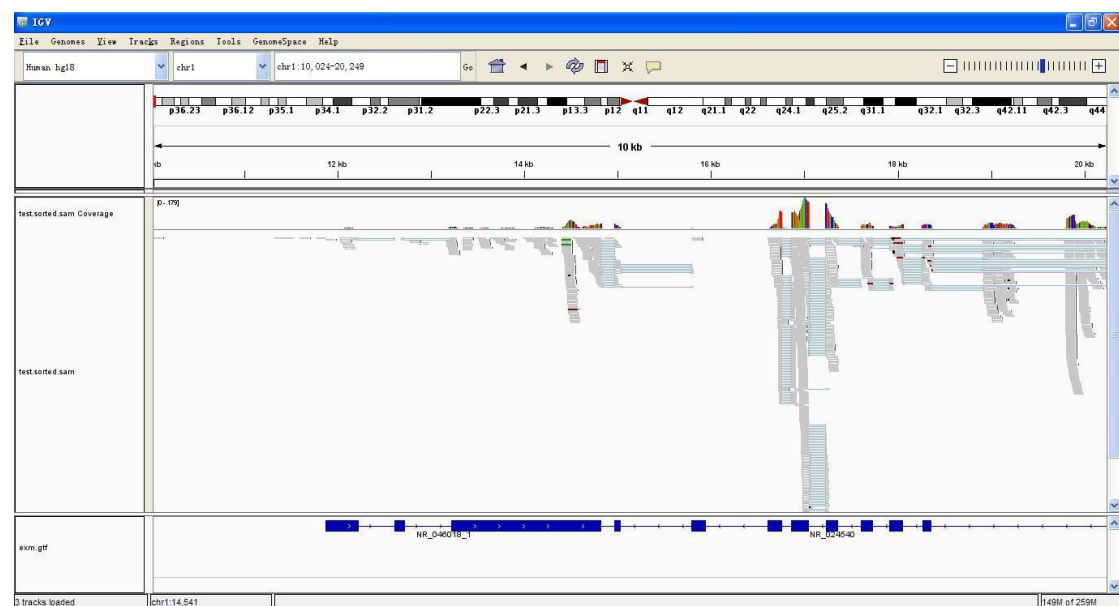 IGV
File Genomes View Tracks Regions Tools GenomeSpace Help
Human hg18 chr1 chr1:10,024-20,249 Go
p36.23 p36.12 p35.1 p34.1 p32.2 p31.2 p22.3 p21.3 p13.3 p12 q11 q12 q21.1 q22 q24.1 q25.2 q31.1 q32.1 q32.3 q42.11 q42.3 q44
10 kb
kb 12 kb 14 kb 16 kb 18 kb 20 kb
[0 - 179]
test.sorted.sam Coverage
test.sorted.sam
NR_046018_1 NR_024540
exm.gtf
3 tracks loaded chr1:14,541 149M of 259M